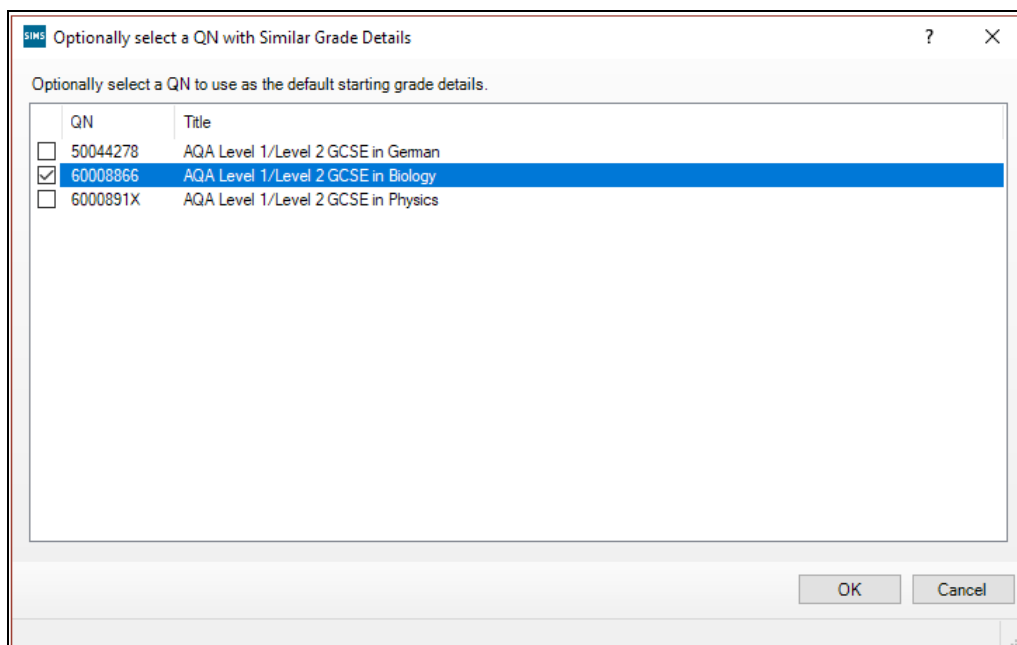 SIMS Optionally select a QN with Similar Grade Details ? ×
Optionally select a QN to use as the default starting grade details.
QN Title
50044278 AQA Level 1/Level 2 GCSE in German
60008866 AQA Level 1/Level 2 GCSE in Biology
6000891X AQA Level 1/Level 2 GCSE in Physics
OK Cancel